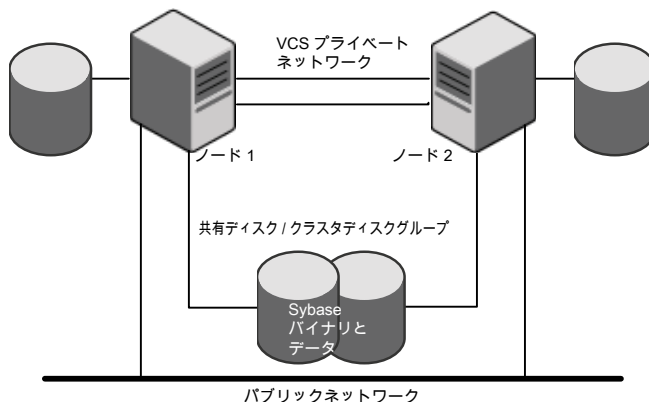 VCS プライベート
ネットワーク
ノード 1
ノード 2
共有ディスク / クラスタディスクグループ
Sybase
バイナリと
データ
パブリックネットワーク